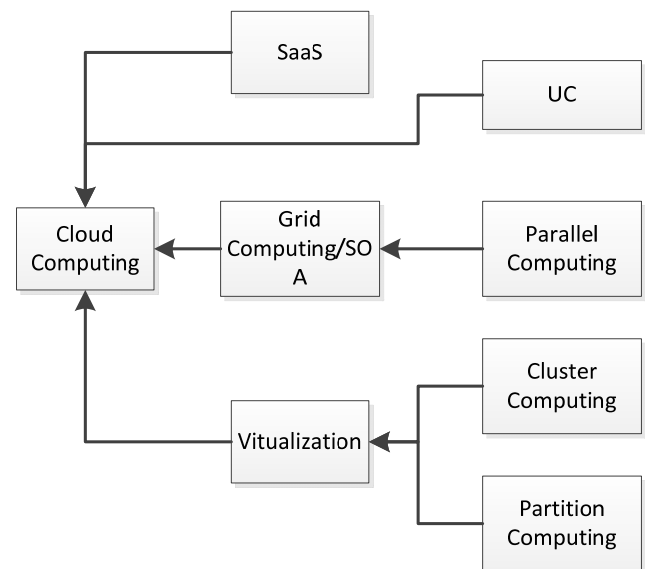 SaaS
UC
Cloud
Computing
Grid
Computing/SO
A
Parallel
Computing
Cluster
Computing
Vitualization
Partition
Computing